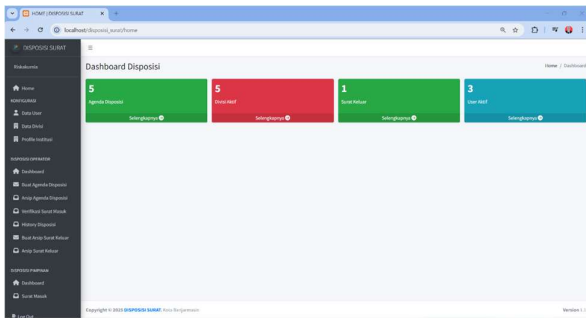 HOME | DISPOSISI SURAT
localhost/disposisi_surat/home
DISPOSISI SURAT
Dashboard Disposisi
Home / Dashboard
Home
KONFIGURASI
Data User
Data Divisi
Profile Institusi
DISPOSISI OPERATOR
Dashboard
Buat Agenda Disposisi
Arsip Agenda Disposisi
Verifikasi Surat Masuk
History Disposisi
Buat Arsip Surat Keluar
Arsip Surat Keluar
DISPOSISI PIMPINAN
Dashboard
Surat Masuk
Log Out
5
Agenda Disposisi
Selengkapnya
5
Divisi Aktif
Selengkapnya
1
Surat Keluar
Selengkapnya
3
User Aktif
Selengkapnya
Copyright © 2023 DISPOSISI SURAT.
Version